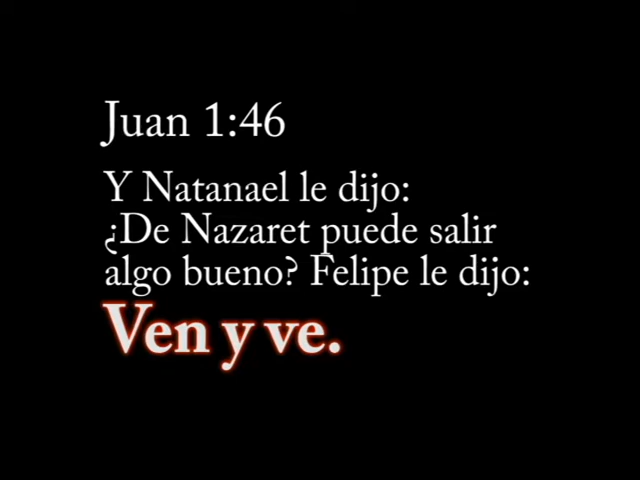 Juan 1:46
Y Natanael le dijo:
¿De Nazaret puede salir
algo bueno? Felipe le dijo:
Ven y ve.